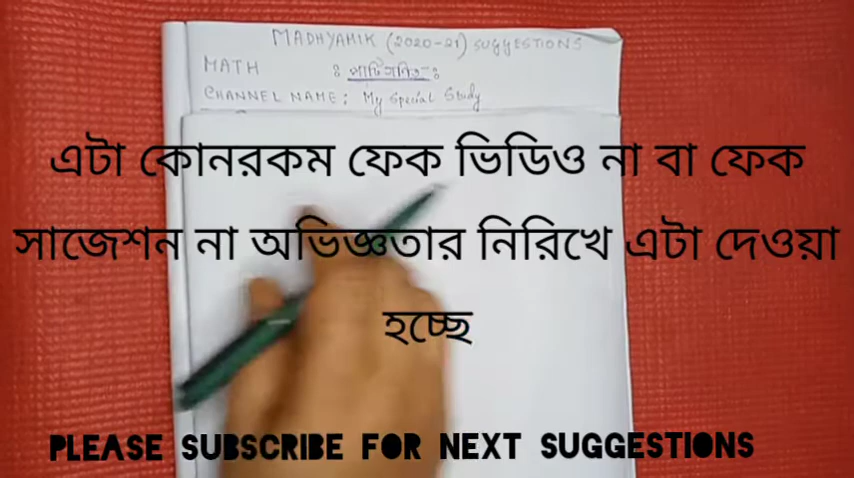 MADHYAMIK (2020-21) SUGGESTIONS
MATH : পাটিগণিত :
CHANNEL NAME : My Special Study
এটা কোনরকম ফেক ভিডিও না বা ফেক
সাজেশন না অভিজ্ঞতার নিরিখে এটা দেওয়া
হচ্ছে
PLEASE SUBSCRIBE FOR NEXT SUGGESTIONS